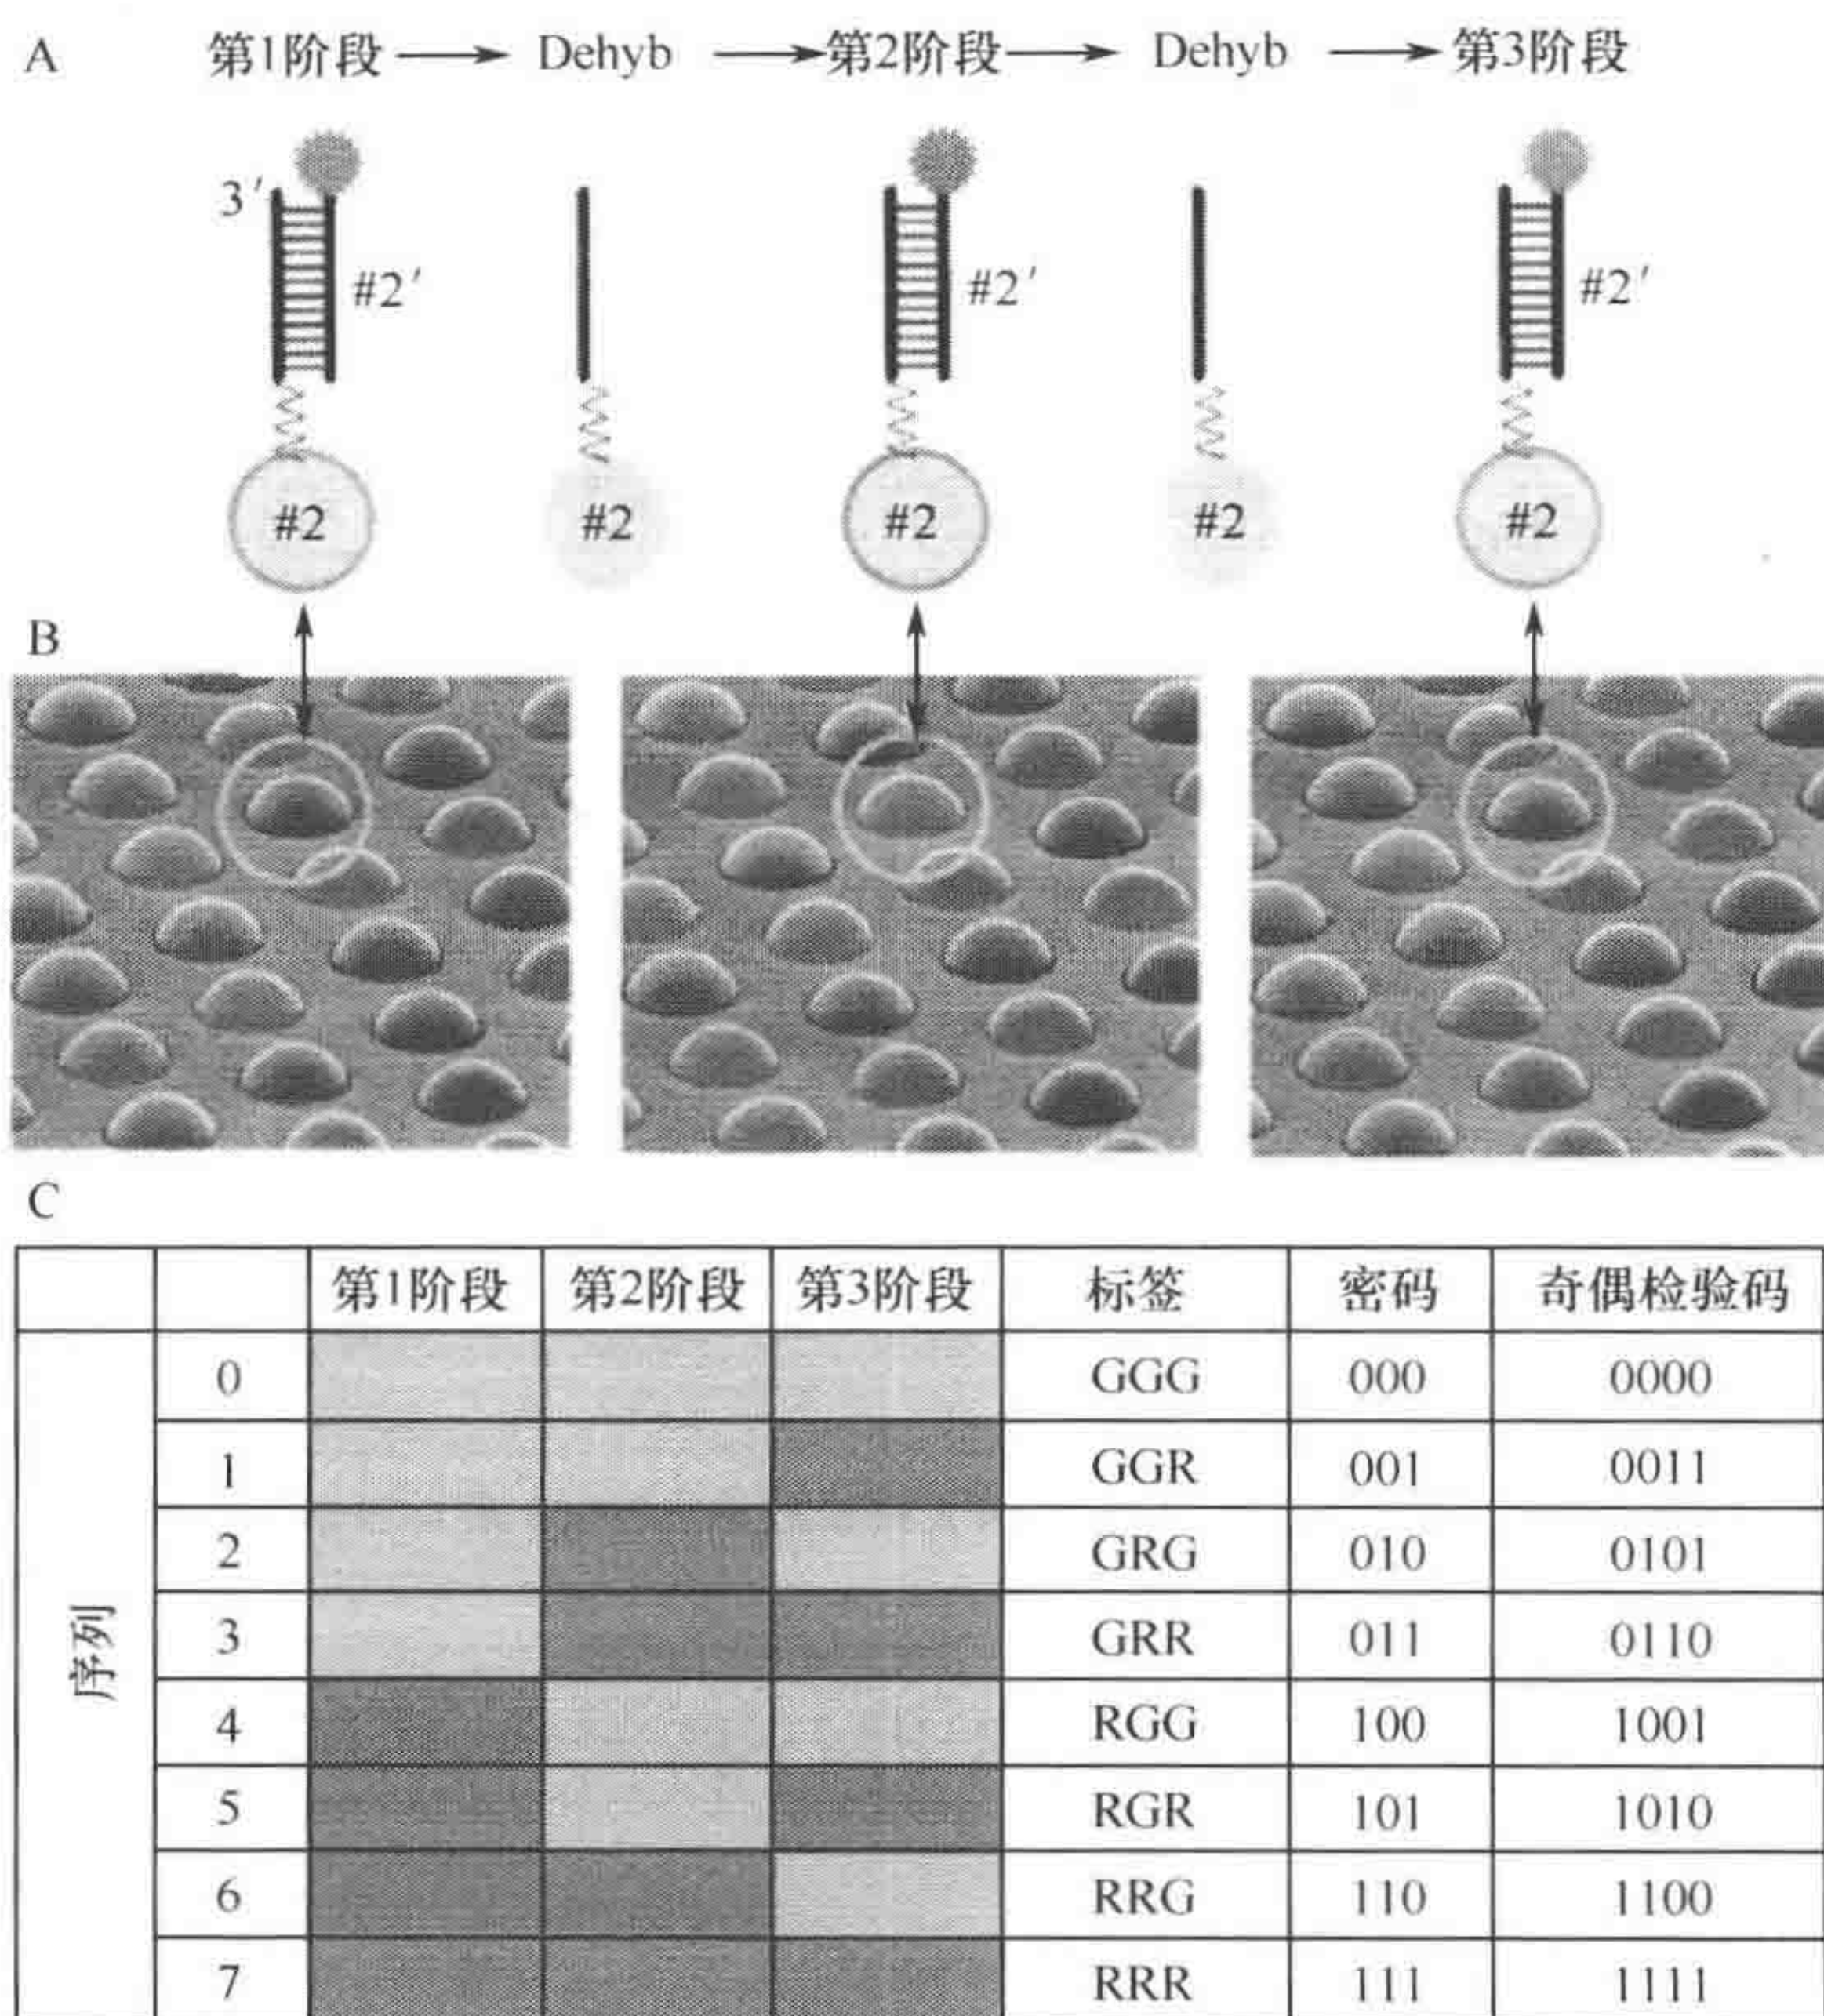 A 第1阶段 → Dehyb → 第2阶段 → Dehyb → 第3阶段
3′
#2′ #2′ #2′
#2 #2 #2 #2 #2
B
C
第1阶段 第2阶段 第3阶段 标签 密码 奇偶检验码
序列
0 GGG 000 0000
1 GGR 001 0011
2 GRG 010 0101
3 GRR 011 0110
4 RGG 100 1001
5 RGR 101 1010
6 RRG 110 1100
7 RRR 111 1111